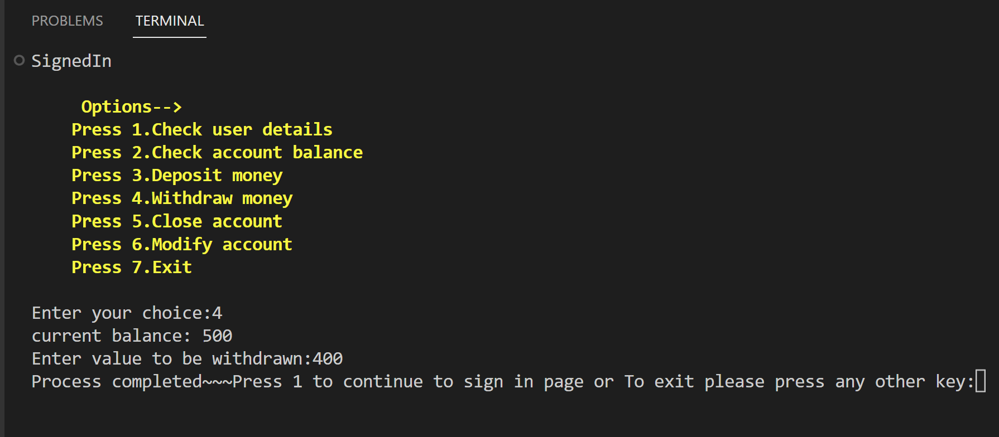 PROBLEMS TERMINAL
SignedIn
Options-->
Press 1.Check user details
Press 2.Check account balance
Press 3.Deposit money
Press 4.Withdraw money
Press 5.Close account
Press 6.Modify account
Press 7.Exit
Enter your choice:4
current balance: 500
Enter value to be withdrawn:400
Process completed~~~Press 1 to continue to sign in page or To exit please press any other key: